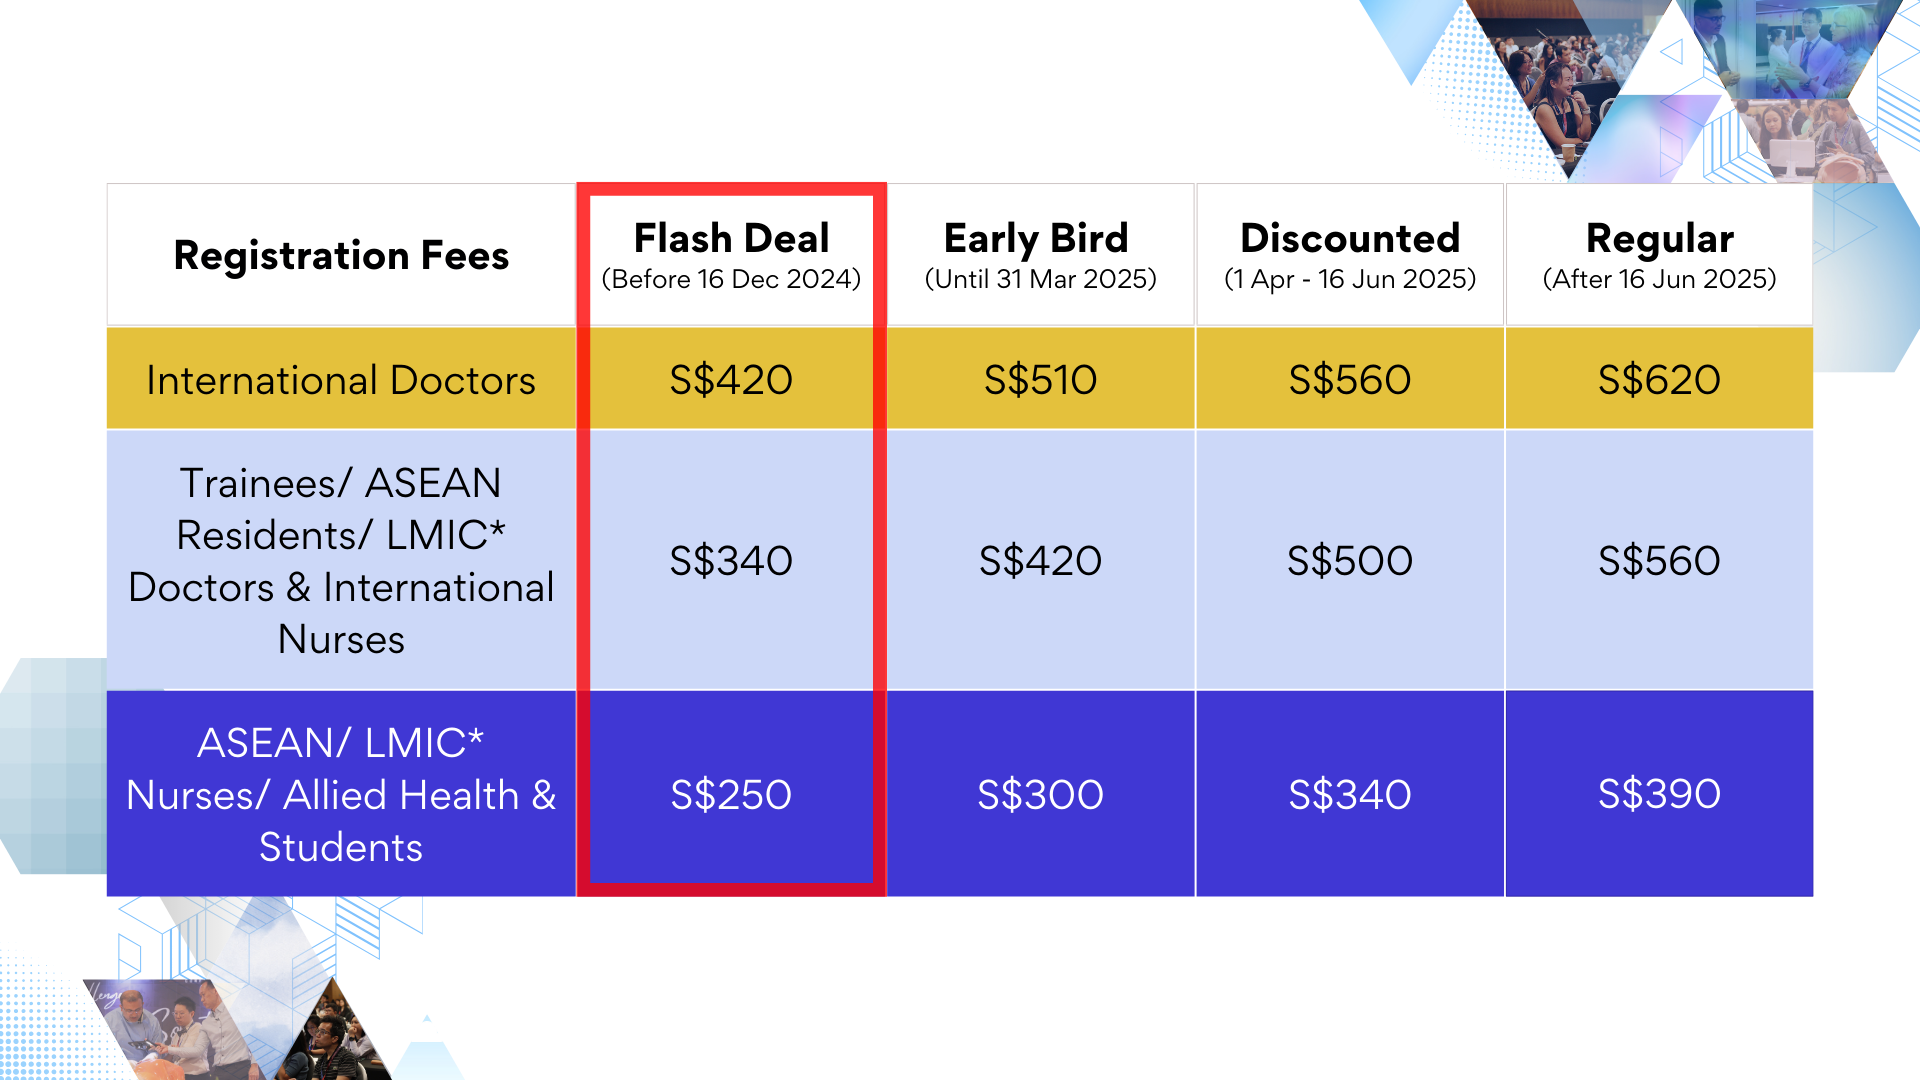 Registration Fees
Flash Deal
(Before 16 Dec 2024)
Early Bird
(Until 31 Mar 2025)
Discounted
(1 Apr - 16 Jun 2025)
Regular
(After 16 Jun 2025)
International Doctors
S$420
S$510
S$560
S$620
Trainees/ ASEAN
Residents/ LMIC*
Doctors & International
Nurses
S$340
S$420
S$500
S$560
ASEAN/ LMIC*
Nurses/ Allied Health &
Students
S$250
S$300
S$340
S$390